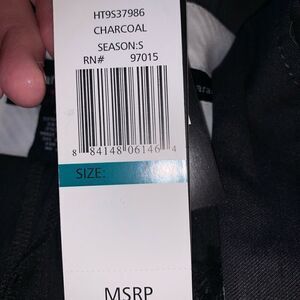 HT9S37986
CHARCOAL
SEASON:S
RN# 97015
8 84148 06146 4
SIZE:
MSRP